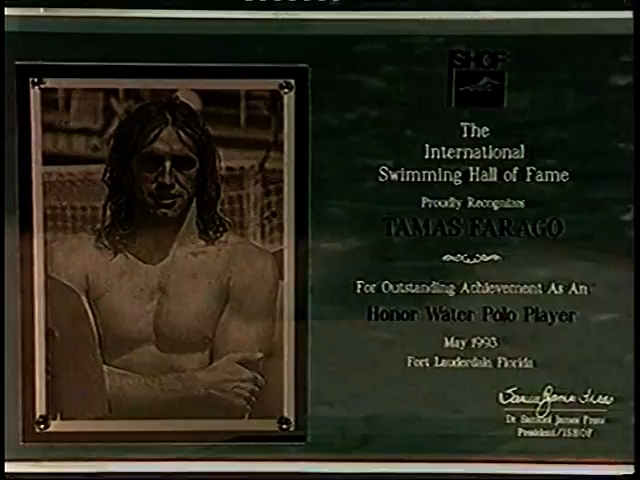 ISHOF
The
International
Swimming Hall of Fame
Proudly Recognizes
TAMAS FARAGO
For Outstanding Achievement As An
Honor Water Polo Player
May 1993
Fort Lauderdale Florida
Dr. Samuel James Freas
President/ISHOF